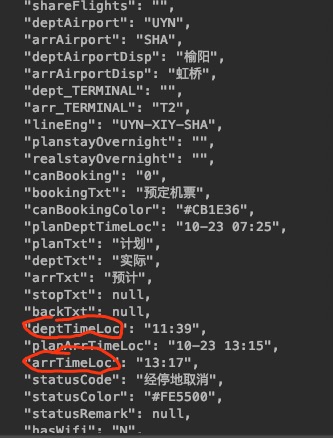 "shareFlights": "",
"deptAirport": "UYN",
"arrAirport": "SHA",
"deptAirportDisp": "榆阳",
"arrAirportDisp": "虹桥",
"dept_TERMINAL": "",
"arr_TERMINAL": "T2",
"lineEng": "UYN-XIY-SHA",
"planstayOvernight": "",
"realstayOvernight": "",
"canBooking": "0",
"bookingTxt": "预定机票",
"canBookingColor": "#CB1E36",
"planDeptTimeLoc": "10-23 07:25",
"planTxt": "计划",
"deptTxt": "实际",
"arrTxt": "预计",
"stopTxt": null,
"backTxt": null,
"deptTimeLoc": "11:39",
"planArrTimeLoc": "10-23 13:15",
"arrTimeLoc": "13:17",
"statusCode": "经停地取消",
"statusColor": "#FE5500",
"statusRemark": null,
"hasWifi": "N",